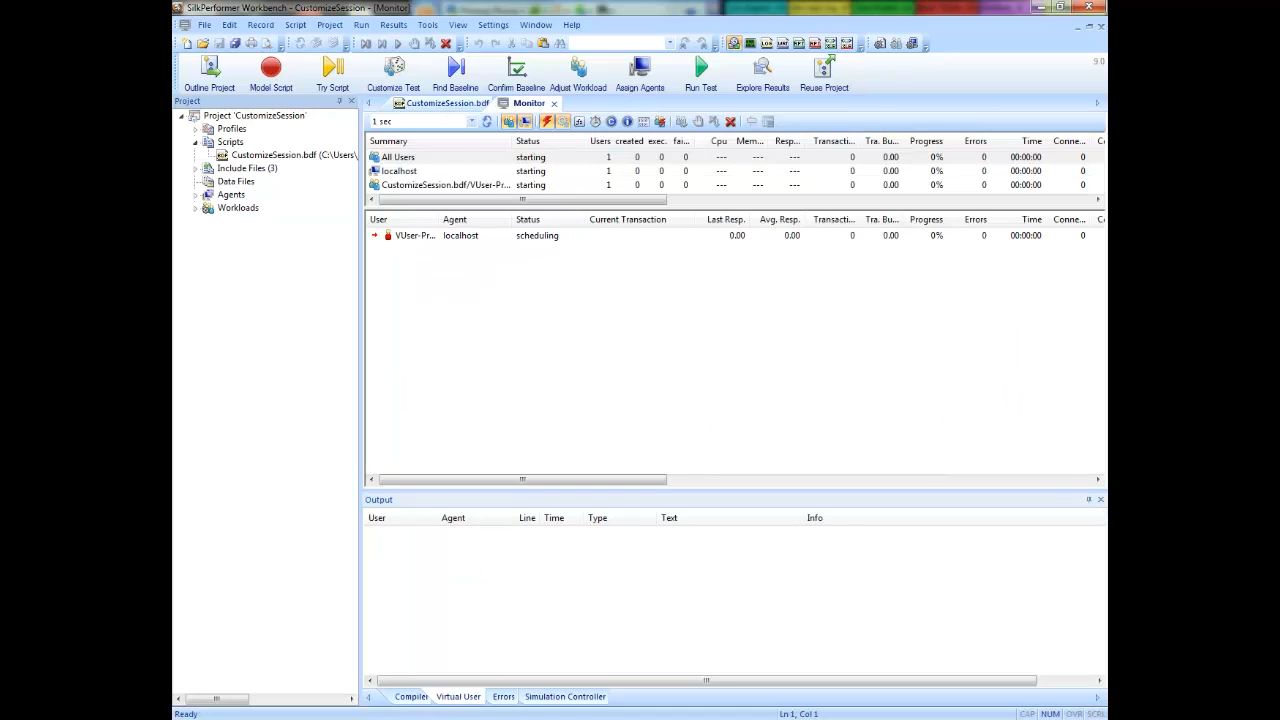 SilkPerformer Workbench - CustomizeSession - [Monitor]
File Edit Record Script Project Run Results Tools View Settings Window Help
Outline Project Model Script Try Script Customize Test Find Baseline Confirm Baseline Adjust Workload Assign Agents Run Test Explore Results Reuse Project
9.0
Project
Project 'CustomizeSession'
Profiles
Scripts
CustomizeSession.bdf (C:\Users\
Include Files (3)
Data Files
Agents
Workloads
CustomizeSession.bdf Monitor
1 sec
Summary Status Users created exec. fai... Cpu Mem... Resp... Transacti... Tra. Bu... Progress Errors Time Conne...
All Users starting 1 0 0 0 --- --- --- 0 0.00 0% 0 00:00:00 0
localhost starting 1 0 0 0 --- --- --- 0 0.00 0% 0 00:00:00 0
CustomizeSession.bdf/VUser-Pr... starting 1 0 0 0 --- --- --- 0 0.00 0% 0 00:00:00 0
User Agent Status Current Transaction Last Resp. Avg. Resp. Transacti... Tra. Bu... Progress Errors Time Conne...
VUser-Pr... localhost scheduling 0.00 0.00 0 0.00 0% 0 00:00:00 0
Output
User Agent Line Time Type Text Info
Compiler Virtual User Errors Simulation Controller
Ready Ln 1, Col 1 CAP NUM OVR SCRL